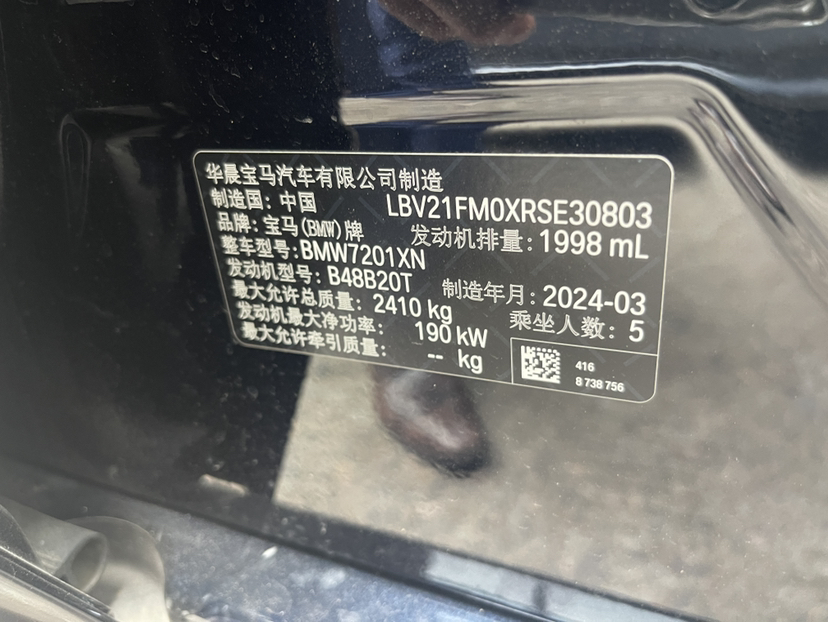 华晨宝马汽车有限公司制造
制造国: 中国 LBV21FM0XRSE30803
品牌: 宝马(BMW)牌 发动机排量: 1998 mL
整车型号: BMW7201XN
发动机型号: B48B20T 制造年月: 2024-03
最大允许总质量: 2410 kg 乘坐人数: 5
发动机最大净功率: 190 kW
最大允许牵引质量: -- kg
416
8 738 756